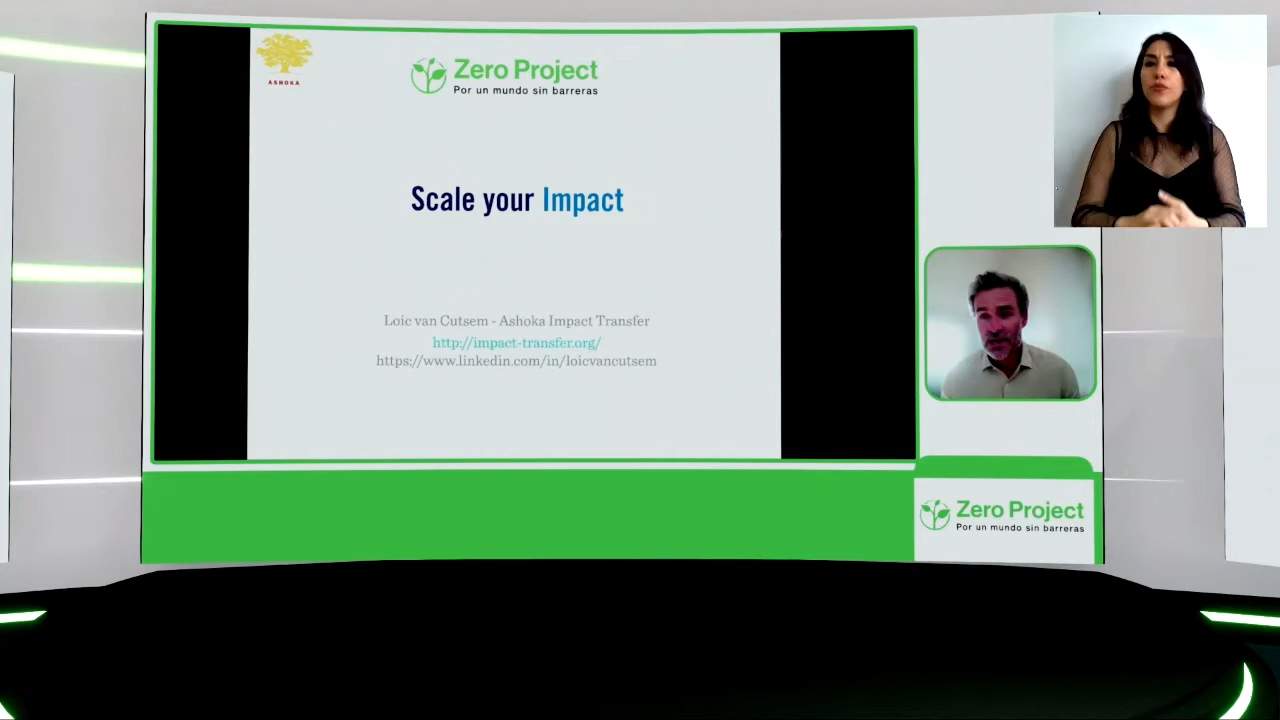 ASHOKA
Zero Project
Por un mundo sin barreras
Scale your Impact
Loic van Cutsem - Ashoka Impact Transfer
http://impact-transfer.org/
https://www.linkedin.com/in/loicvancutsem
Zero Project
Por un mundo sin barreras